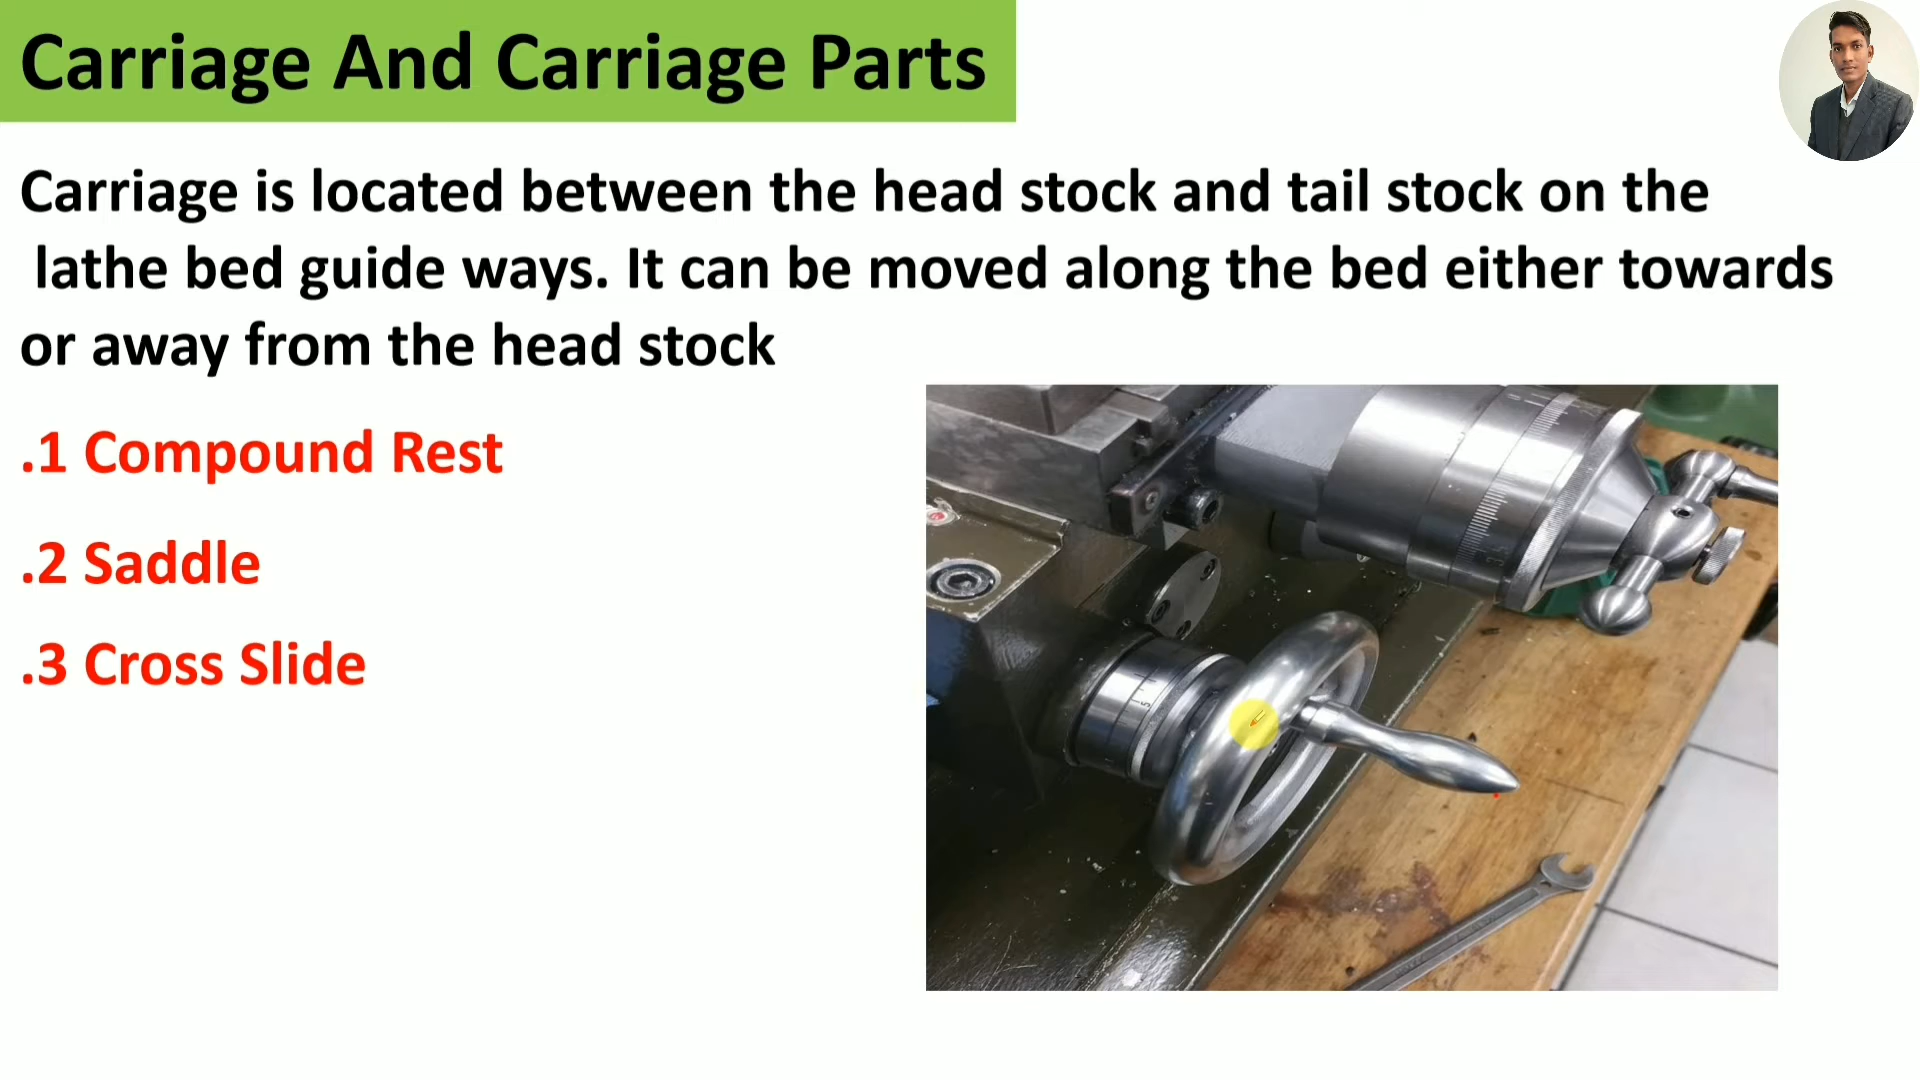 Carriage And Carriage Parts
Carriage is located between the head stock and tail stock on the
lathe bed guide ways. It can be moved along the bed either towards
or away from the head stock
.1 Compound Rest
.2 Saddle
.3 Cross Slide